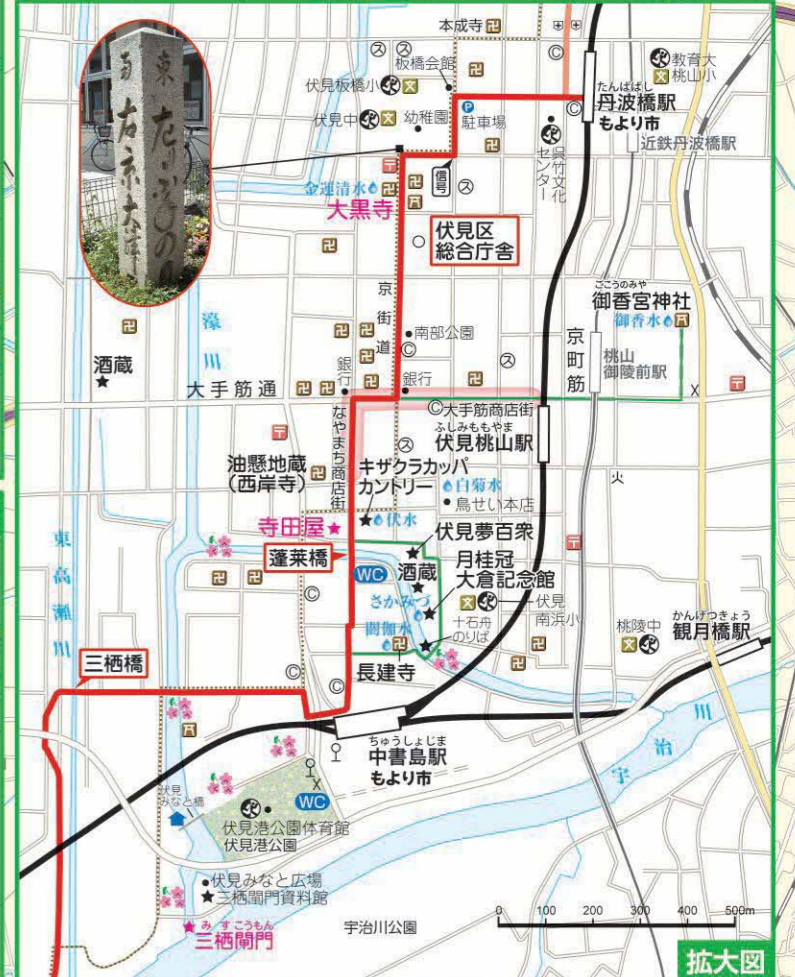 本成寺
板橋会館
伏見板橋小
文
伏見中
文
幼稚園
P
駐車場
たんばばし
丹波橋駅
もより市
教育大
文
桃山小
近鉄丹波橋駅
呉竹文化
センター
信号
金運清水
大黒寺
伏見区
総合庁舎
京街道
南部公園
濠川
酒蔵
銀行
銀行
大手筋通
ごこうのみや
御香宮神社
御香水
京町筋
桃山
御陵前駅
大手筋商店街
ふしみももやま
伏見桃山駅
なやまち商店街
油懸地蔵
(西岸寺)
キザクラカッパ
カントリー
白菊水
鳥せい本店
寺田屋
伏水
伏見夢百衆
蓬莱橋
WC
酒蔵
月桂冠
大倉記念館
さかみづ
文
伏見
南浜小
閼伽水
十石舟
のりば
長建寺
桃陵中
文
かんげつきょう
観月橋駅
東高瀬川
三栖橋
ちゅうしょじま
中書島駅
もより市
宇治川
伏見
みなと橋
WC
伏見港公園体育館
伏見港公園
伏見みなと広場
三栖閘門資料館
みすこうもん
三栖閘門
宇治川公園
0 100 200 300 400 500m
拡大図